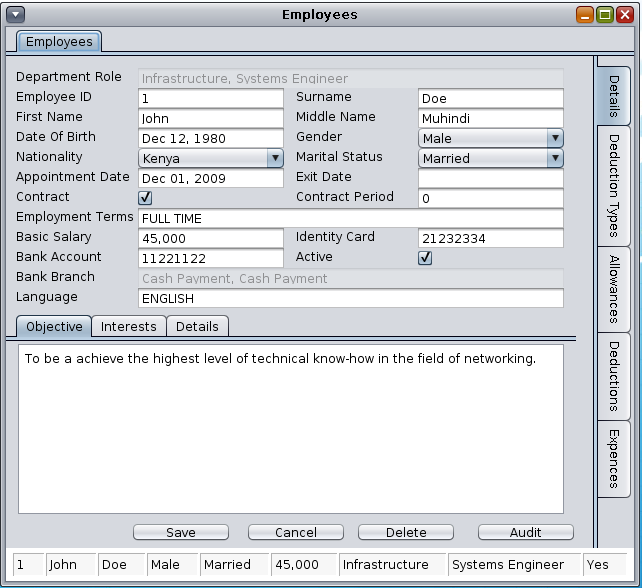 Employees
Employees
Department Role Infrastructure, Systems Engineer
Employee ID 1 Surname Doe
First Name John Middle Name Muhindi
Date Of Birth Dec 12, 1980 Gender Male
Nationality Kenya Marital Status Married
Appointment Date Dec 01, 2009 Exit Date
Contract Contract Period 0
Employment Terms FULL TIME
Basic Salary 45,000 Identity Card 21232334
Bank Account 11221122 Active
Bank Branch Cash Payment, Cash Payment
Language ENGLISH
Objective Interests Details
To be a achieve the highest level of technical know-how in the field of networking.
Save Cancel Delete Audit
1 John Doe Male Married 45,000 Infrastructure Systems Engineer Yes
Details
Deduction Types
Allowances
Deductions
Expences